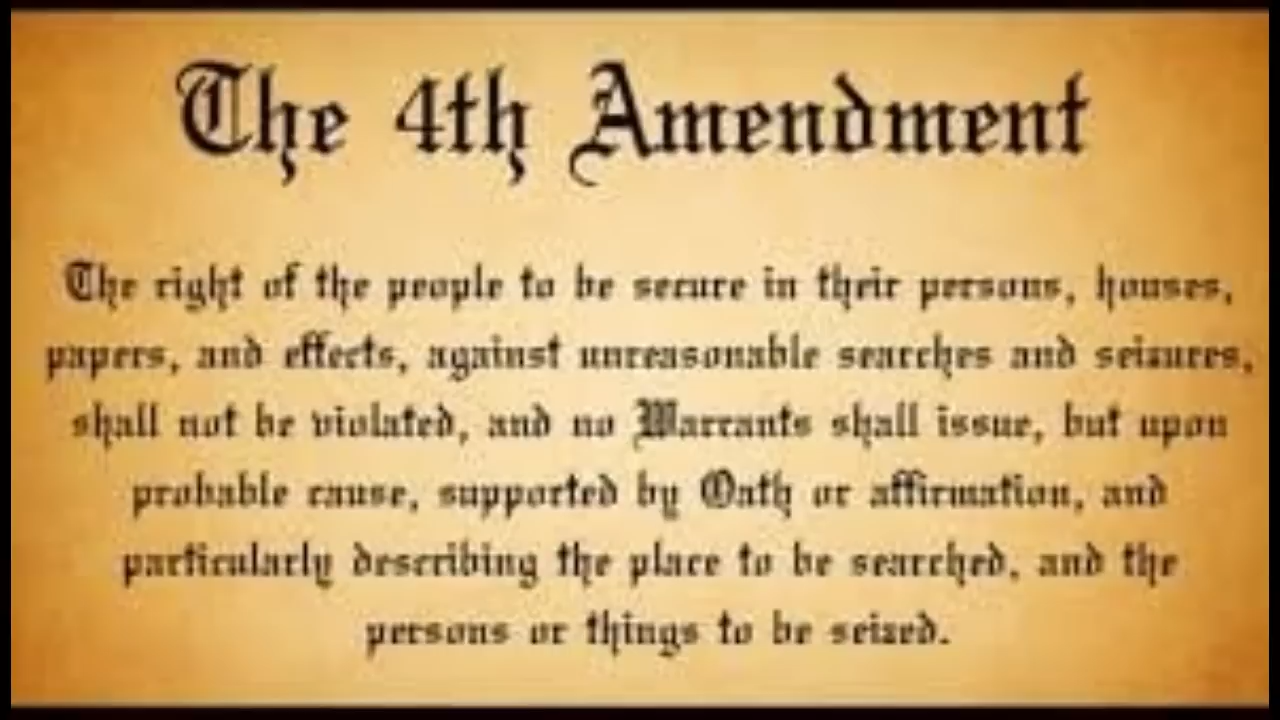 The 4th Amendment
The right of the people to be secure in their persons, houses,
papers, and effects, against unreasonable searches and seizures,
shall not be violated, and no Warrants shall issue, but upon
probable cause, supported by Oath or affirmation, and
particularly describing the place to be searched, and the
persons or things to be seized.